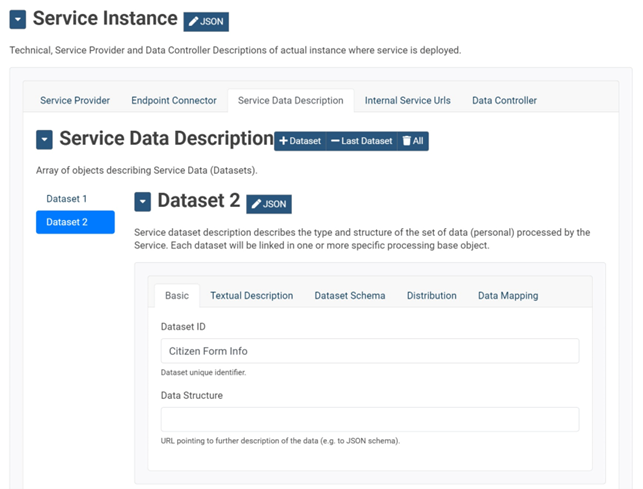 Service Instance JSON
Technical, Service Provider and Data Controller Descriptions of actual instance where service is deployed.
Service Provider Endpoint Connector Service Data Description Internal Service Urls Data Controller
Service Data Description + Dataset − Last Dataset All
Array of objects describing Service Data (Datasets).
Dataset 1
Dataset 2
Dataset 2 JSON
Service dataset description describes the type and structure of the set of data (personal) processed by the
Service. Each dataset will be linked in one or more specific processing base object.
Basic Textual Description Dataset Schema Distribution Data Mapping
Dataset ID
Citizen Form Info
Dataset unique identifier.
Data Structure
URL pointing to further description of the data (e.g. to JSON schema).